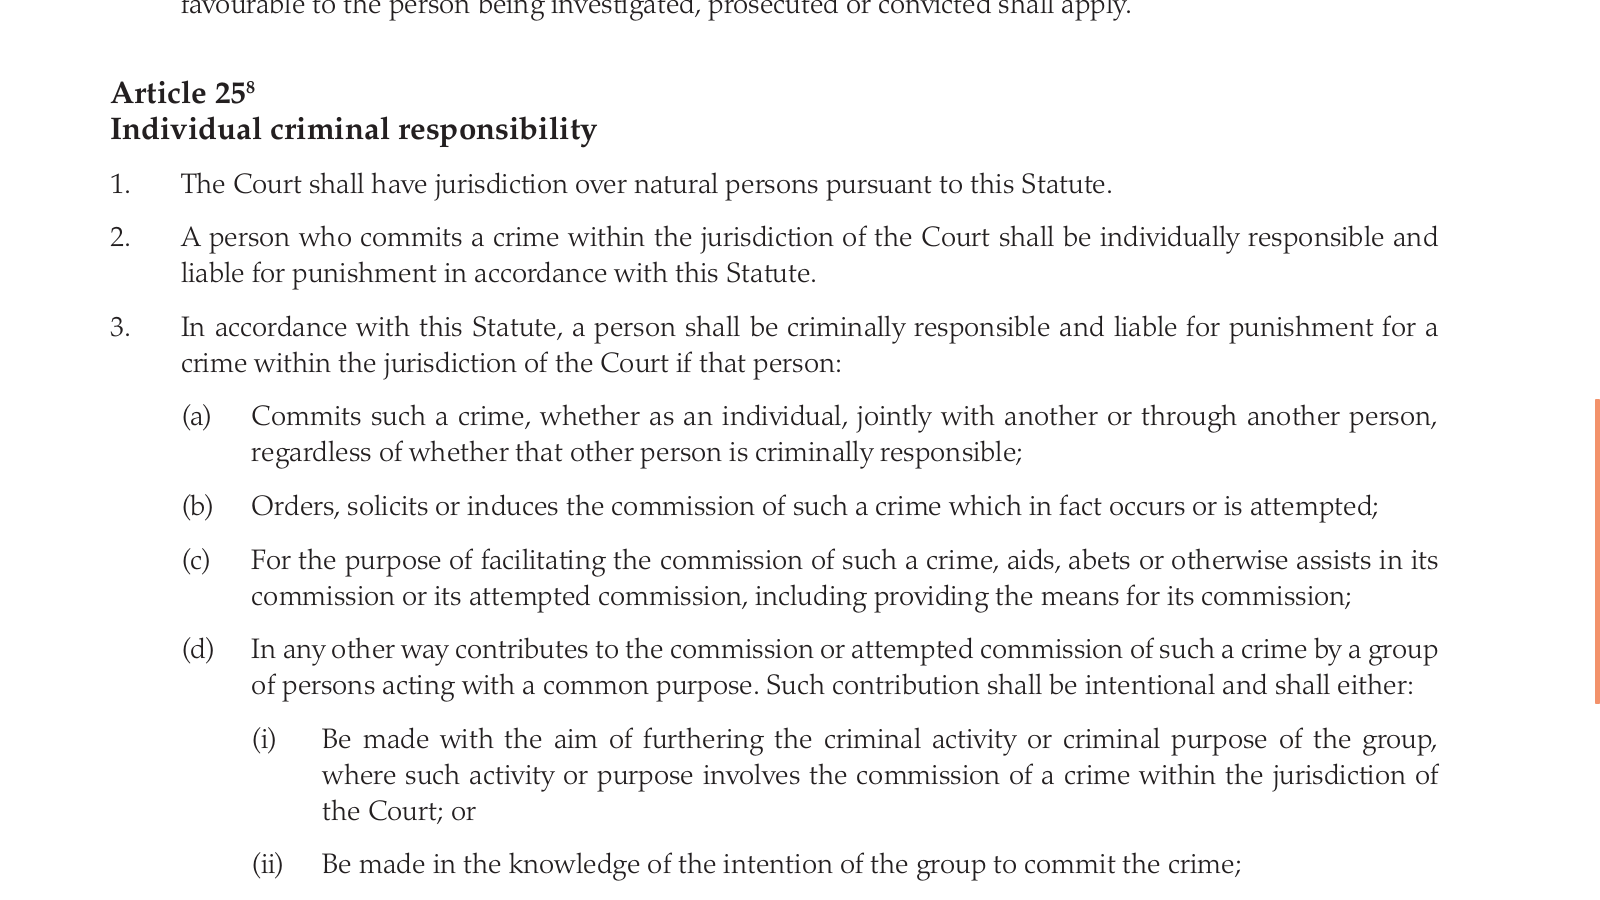 favourable to the person being investigated, prosecuted or convicted shall apply.
Article 25⁸
Individual criminal responsibility
1. The Court shall have jurisdiction over natural persons pursuant to this Statute.
2. A person who commits a crime within the jurisdiction of the Court shall be individually responsible and
liable for punishment in accordance with this Statute.
3. In accordance with this Statute, a person shall be criminally responsible and liable for punishment for a
crime within the jurisdiction of the Court if that person:
(a) Commits such a crime, whether as an individual, jointly with another or through another person,
regardless of whether that other person is criminally responsible;
(b) Orders, solicits or induces the commission of such a crime which in fact occurs or is attempted;
(c) For the purpose of facilitating the commission of such a crime, aids, abets or otherwise assists in its
commission or its attempted commission, including providing the means for its commission;
(d) In any other way contributes to the commission or attempted commission of such a crime by a group
of persons acting with a common purpose. Such contribution shall be intentional and shall either:
(i) Be made with the aim of furthering the criminal activity or criminal purpose of the group,
where such activity or purpose involves the commission of a crime within the jurisdiction of
the Court; or
(ii) Be made in the knowledge of the intention of the group to commit the crime;